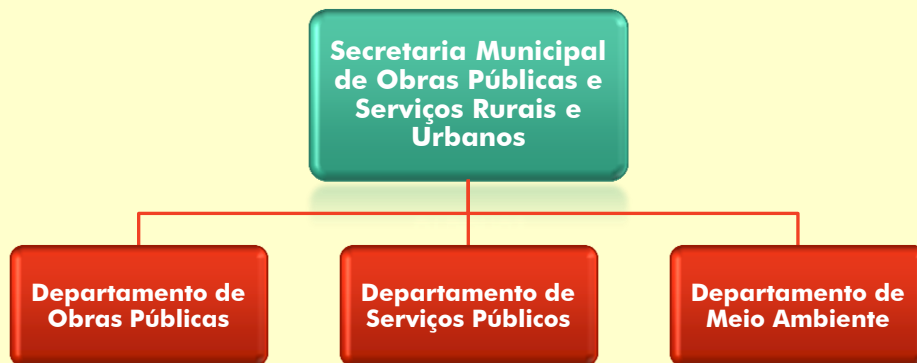 Secretaria Municipal
de Obras Públicas e
Serviços Rurais e
Urbanos
Departamento de
Obras Públicas
Departamento de
Serviços Públicos
Departamento de
Meio Ambiente